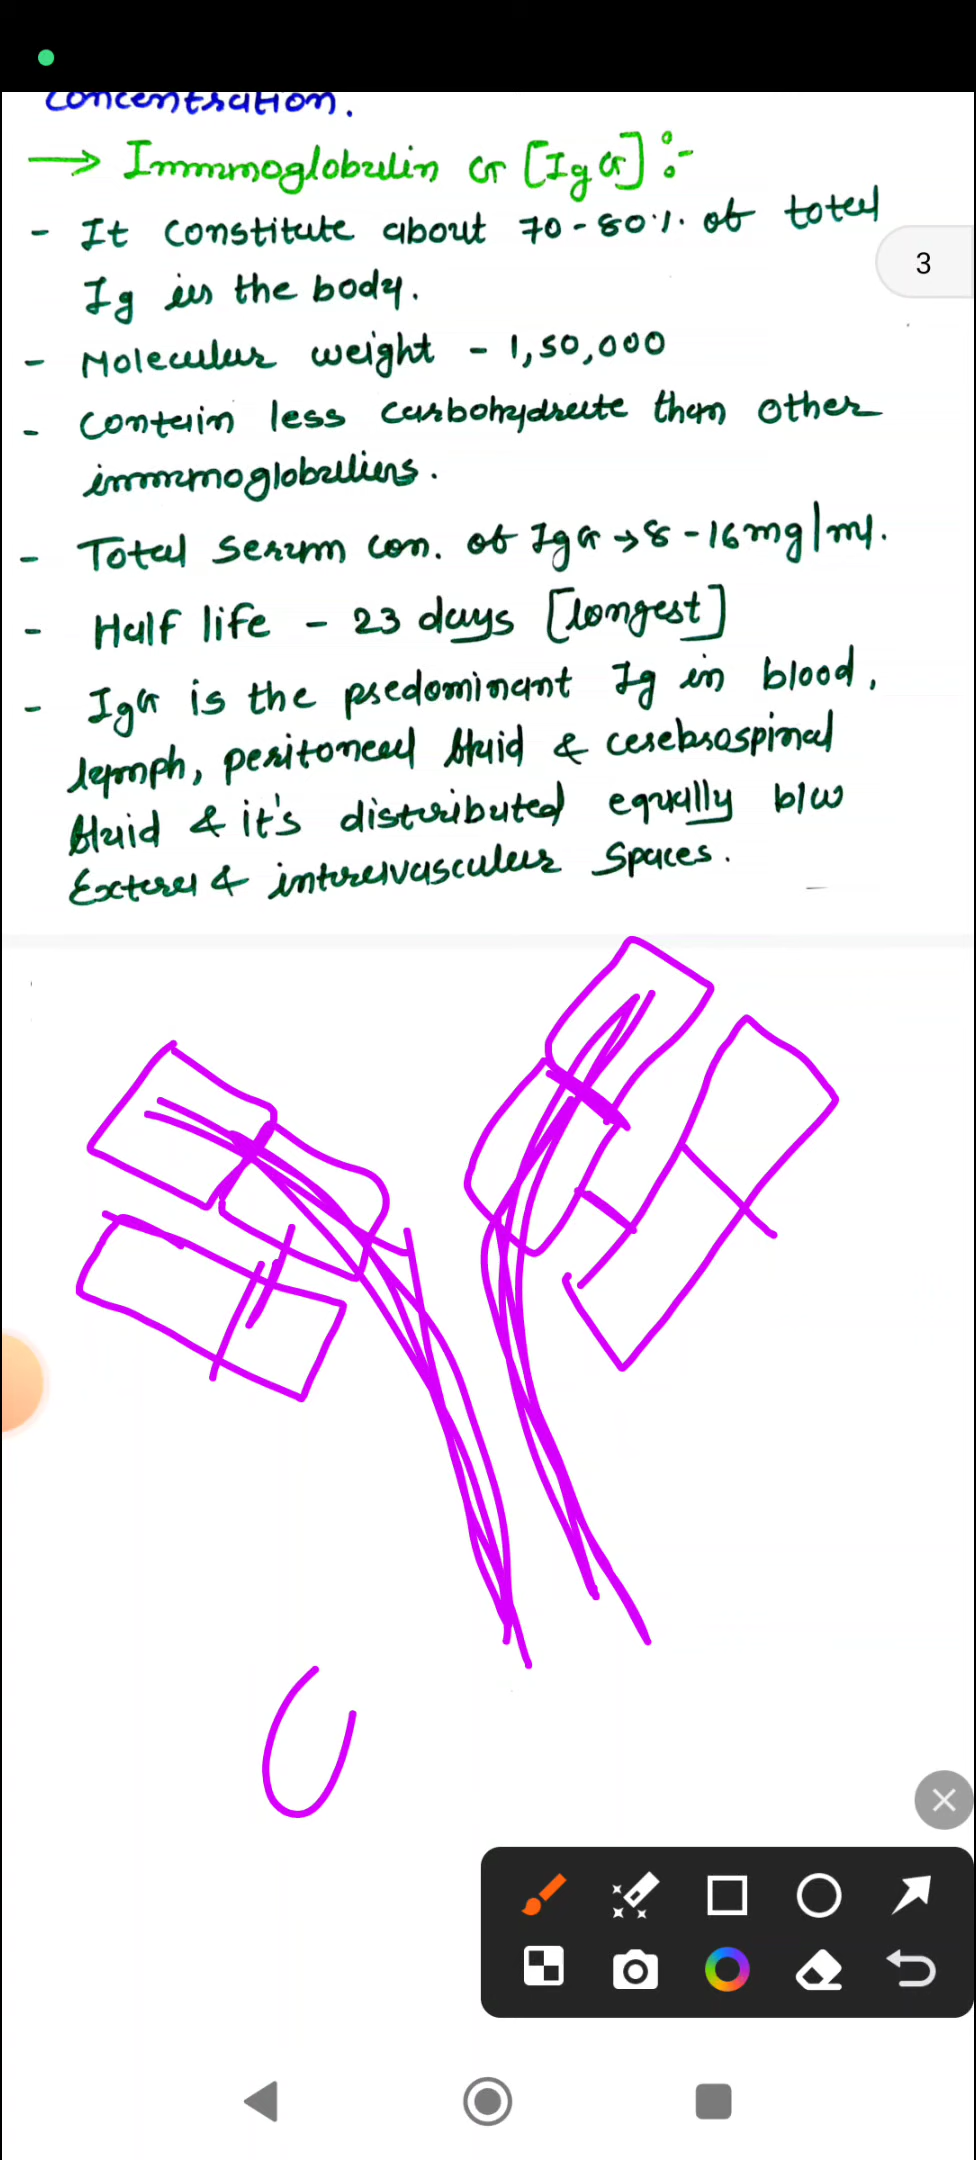 concentration.
→ Immunoglobulin G [IgG] :-
- It constitute about 70-80%. of total
Ig in the body.
- Molecular weight - 1,50,000
- Contain less carbohydrate than other
immunoglobulins.
- Total serum con. of IgG → 8-16mg/ml.
- Half life - 23 days [longest]
- IgG is the predominant Ig in blood,
lymph, peritoneal fluid & cerebrospinal
fluid & it's distributed equally b/w
Extra & intravascular spaces.
3